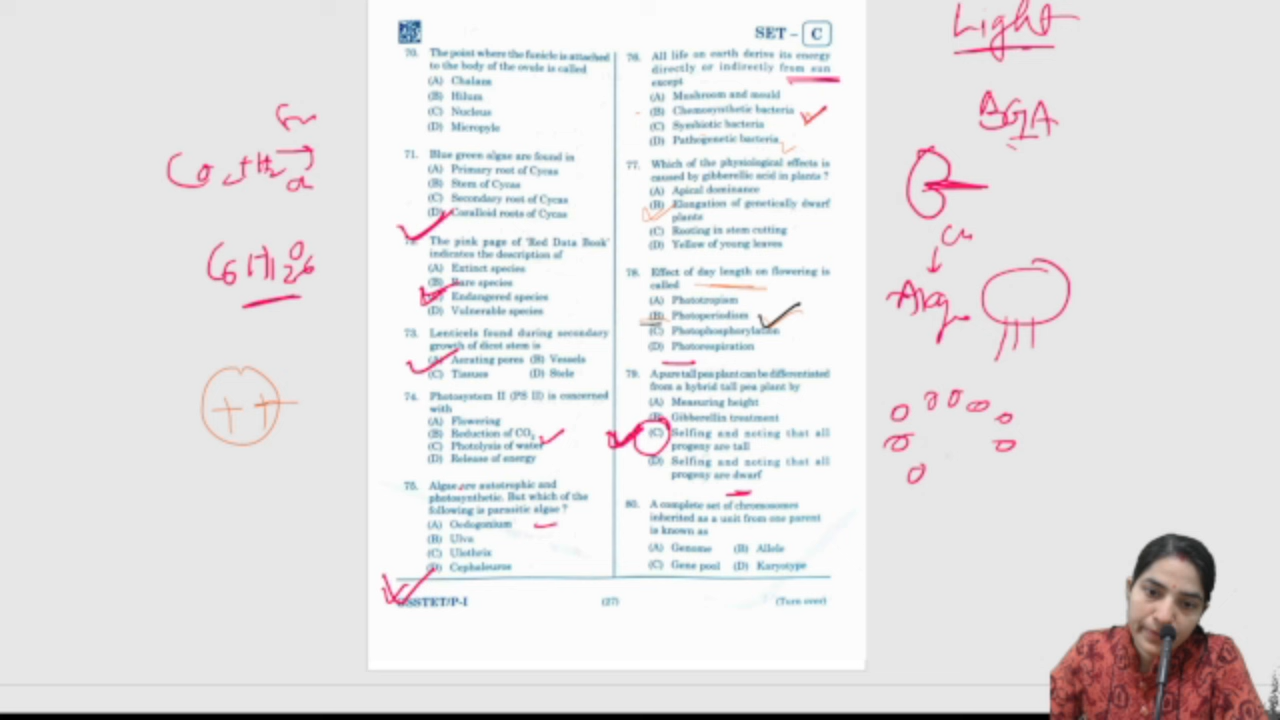 SET – C
70. The point where the funicle is attached
to the body of the ovule is called
(A) Chalaza
(B) Hilum
(C) Nucleus
(D) Micropyle
71. Blue green algae are found in
(A) Primary root of Cycas
(B) Stem of Cycas
(C) Secondary root of Cycas
(D) Coralloid roots of Cycas
72. The pink page of 'Red Data Book'
indicates the description of
(A) Extinct species
(B) Rare species
Endangered species
(D) Vulnerable species
73. Lenticels found during secondary
growth of dicot stem is
(A) Aerating pores (B) Vessels
(C) Tissues (D) Stele
74. Photosystem II (PS II) is concerned
with
(A) Flowering
(B) Reduction of CO2
(C) Photolysis of water
(D) Release of energy
75. Algae are autotrophic and
photosynthetic. But which of the
following is parasitic algae ?
(A) Oedogonium
(B) Ulva
(C) Ulothrix
(D) Cephaleuros
76. All life on earth derive its energy
directly or indirectly from sun
except
(A) Mushroom and mould
(B) Chemosynthetic bacteria
(C) Symbiotic bacteria
(D) Pathogenetic bacteria
77. Which of the physiological effects is
caused by gibberellic acid in plants ?
(A) Apical dominance
(B) Elongation of genetically dwarf
plants
(C) Rooting in stem cutting
(D) Yellow of young leaves
78. Effect of day length on flowering is
called
(A) Phototropism
(B) Photoperiodism
(C) Photophosphorylation
(D) Photorespiration
79. A pure tall pea plant can be differentiated
from a hybrid tall pea plant by
(A) Measuring height
(B) Gibberellin treatment
(C) Selfing and noting that all
progeny are tall
(D) Selfing and noting that all
progeny are dwarf
80. A complete set of chromosomes
inherited as a unit from one parent
is known as
(A) Genome (B) Allele
(C) Gene pool (D) Karyotype
SSTET/P-I
(27)
(Turn over)
Light
BGA
C6H12O6